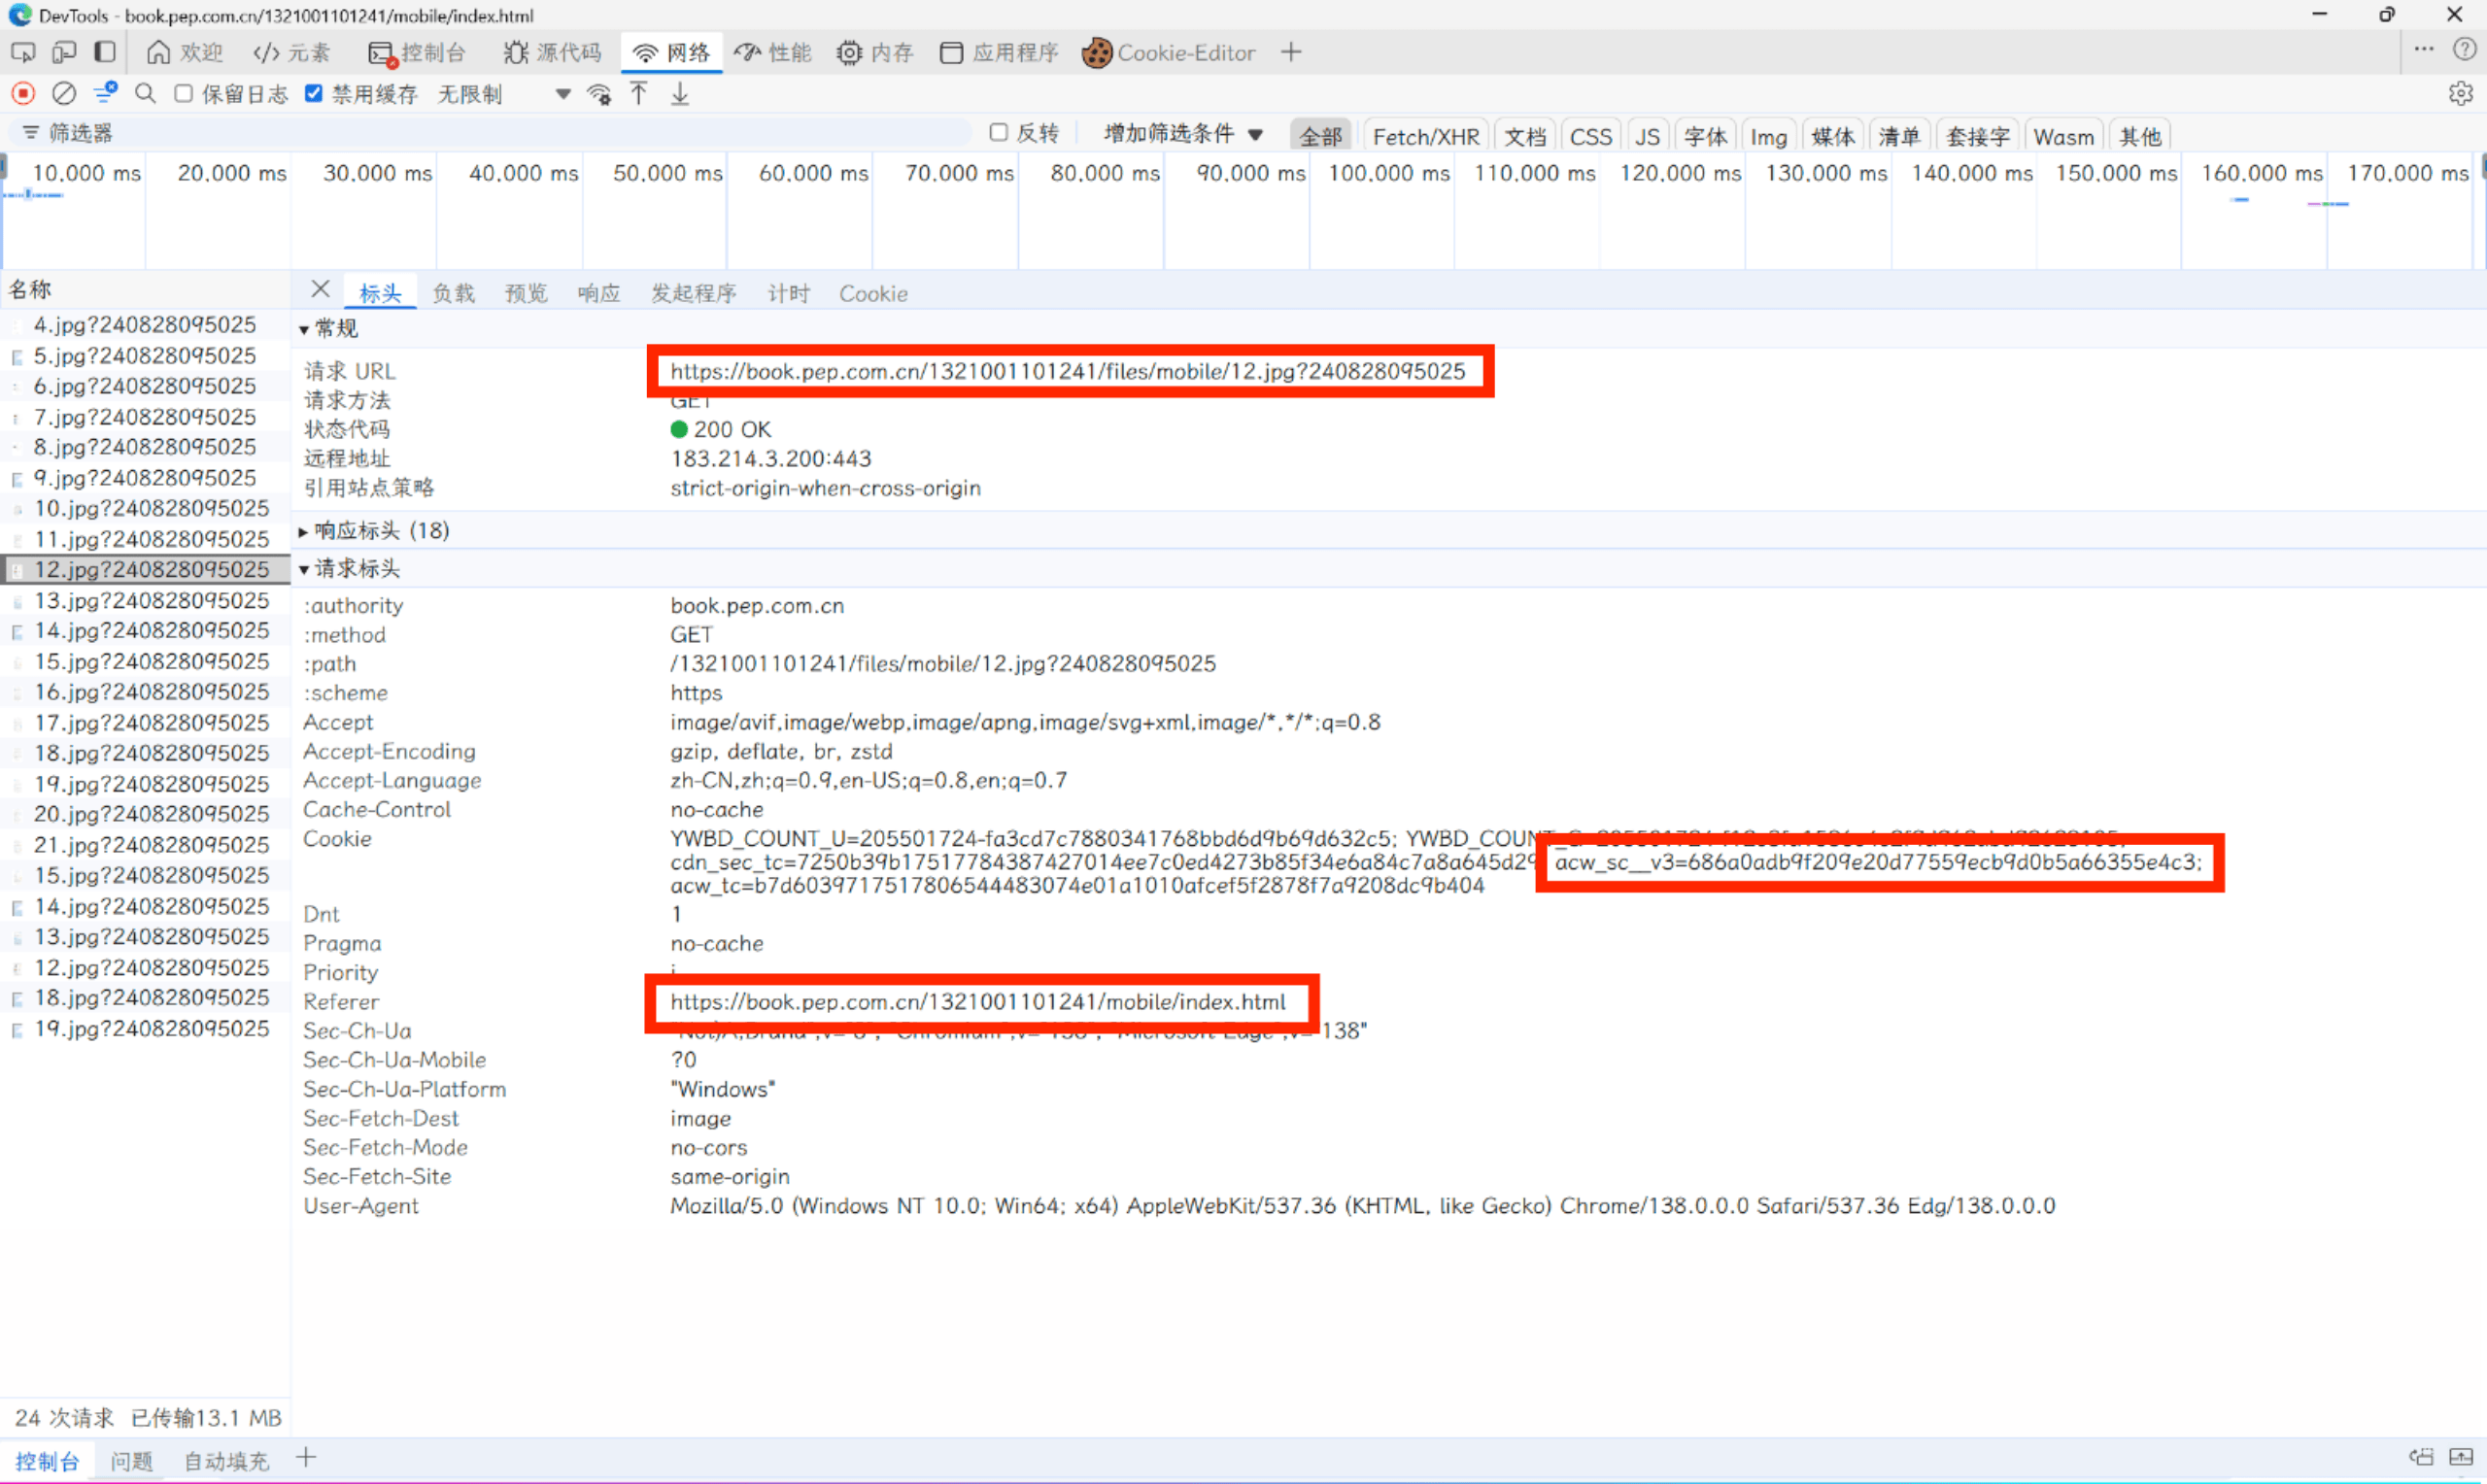 DevTools - book.pep.com.cn/1321001101241/mobile/index.html
欢迎 </> 元素 控制台 源代码 网络 性能 内存 应用程序 Cookie-Editor
保留日志 禁用缓存 无限制
筛选器 反转 增加筛选条件 全部 Fetch/XHR 文档 CSS JS 字体 Img 媒体 清单 套接字 Wasm 其他
10,000 ms 20,000 ms 30,000 ms 40,000 ms 50,000 ms 60,000 ms 70,000 ms 80,000 ms 90,000 ms 100,000 ms 110,000 ms 120,000 ms 130,000 ms 140,000 ms 150,000 ms 160,000 ms 170,000 ms
名称
4.jpg?240828095025
5.jpg?240828095025
6.jpg?240828095025
7.jpg?240828095025
8.jpg?240828095025
9.jpg?240828095025
10.jpg?240828095025
11.jpg?240828095025
12.jpg?240828095025
13.jpg?240828095025
14.jpg?240828095025
15.jpg?240828095025
16.jpg?240828095025
17.jpg?240828095025
18.jpg?240828095025
19.jpg?240828095025
20.jpg?240828095025
21.jpg?240828095025
15.jpg?240828095025
14.jpg?240828095025
13.jpg?240828095025
12.jpg?240828095025
18.jpg?240828095025
19.jpg?240828095025
24 次请求 已传输13.1 MB
标头 负载 预览 响应 发起程序 计时 Cookie
常规
请求 URL https://book.pep.com.cn/1321001101241/files/mobile/12.jpg?240828095025
请求方法 GET
状态代码 200 OK
远程地址 183.214.3.200:443
引用站点策略 strict-origin-when-cross-origin
响应标头 (18)
请求标头
:authority book.pep.com.cn
:method GET
:path /1321001101241/files/mobile/12.jpg?240828095025
:scheme https
Accept image/avif,image/webp,image/apng,image/svg+xml,image/*,*/*;q=0.8
Accept-Encoding gzip, deflate, br, zstd
Accept-Language zh-CN,zh;q=0.9,en-US;q=0.8,en;q=0.7
Cache-Control no-cache
Cookie YWBD_COUNT_U=205501724-fa3cd7c7880341768bbd6d9b69d632c5;
cdn_sec_tc=7250b39b17517784387427014ee7c0ed4273b85f34e6a84c7a8a645d29 acw_sc__v3=686a0adb9f209e20d77559ecb9d0b5a66355e4c3;
acw_tc=b7d60397175178065444830​74e01a1010afcef5f2878f7a9208dc9b404
Dnt 1
Pragma no-cache
Priority i
Referer https://book.pep.com.cn/1321001101241/mobile/index.html
Sec-Ch-Ua "Not)A;Brand";v="8", "Chromium";v="138", "Microsoft Edge";v="138"
Sec-Ch-Ua-Mobile ?0
Sec-Ch-Ua-Platform "Windows"
Sec-Fetch-Dest image
Sec-Fetch-Mode no-cors
Sec-Fetch-Site same-origin
User-Agent Mozilla/5.0 (Windows NT 10.0; Win64; x64) AppleWebKit/537.36 (KHTML, like Gecko) Chrome/138.0.0.0 Safari/537.36 Edg/138.0.0.0
控制台 问题 自动填充